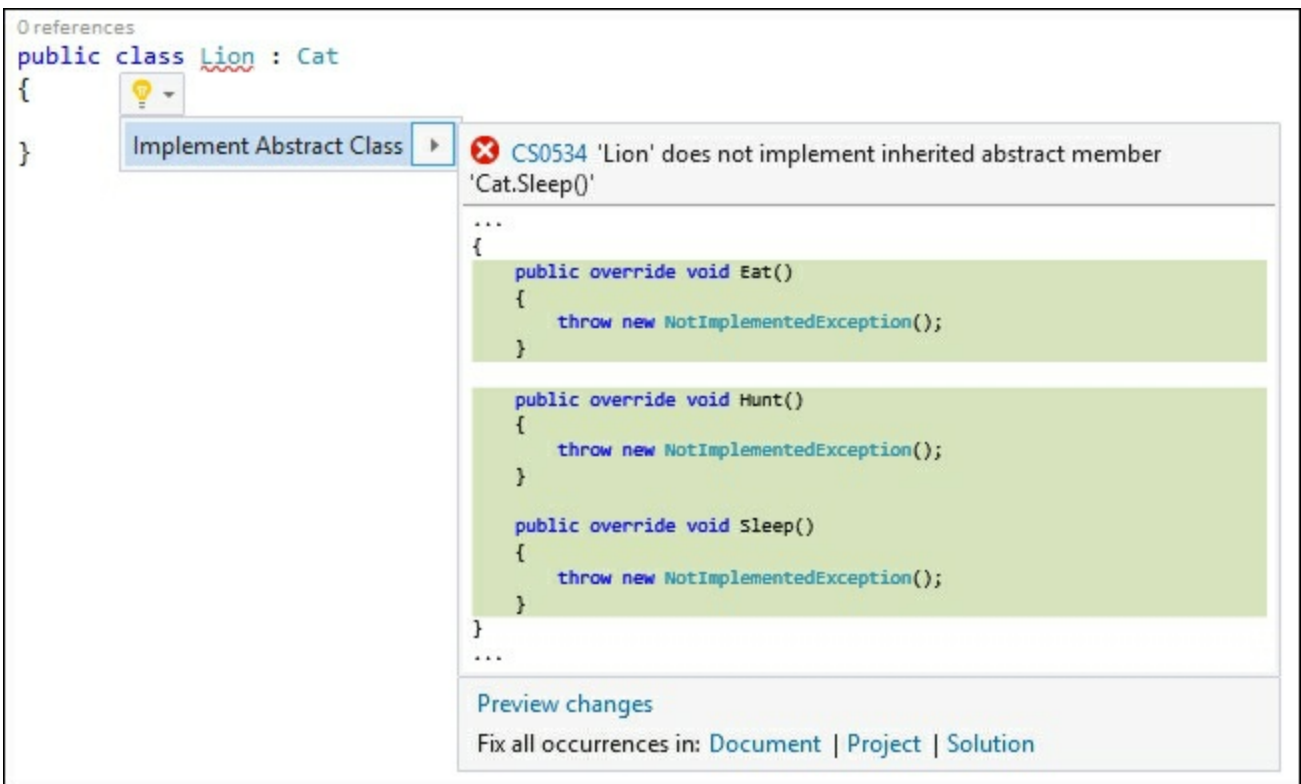 0 references
public class Lion : Cat
{
}
Implement Abstract Class
CS0534 'Lion' does not implement inherited abstract member
'Cat.Sleep()'
...
{
public override void Eat()
{
throw new NotImplementedException();
}
public override void Hunt()
{
throw new NotImplementedException();
}
public override void Sleep()
{
throw new NotImplementedException();
}
}
...
Preview changes
Fix all occurrences in: Document | Project | Solution